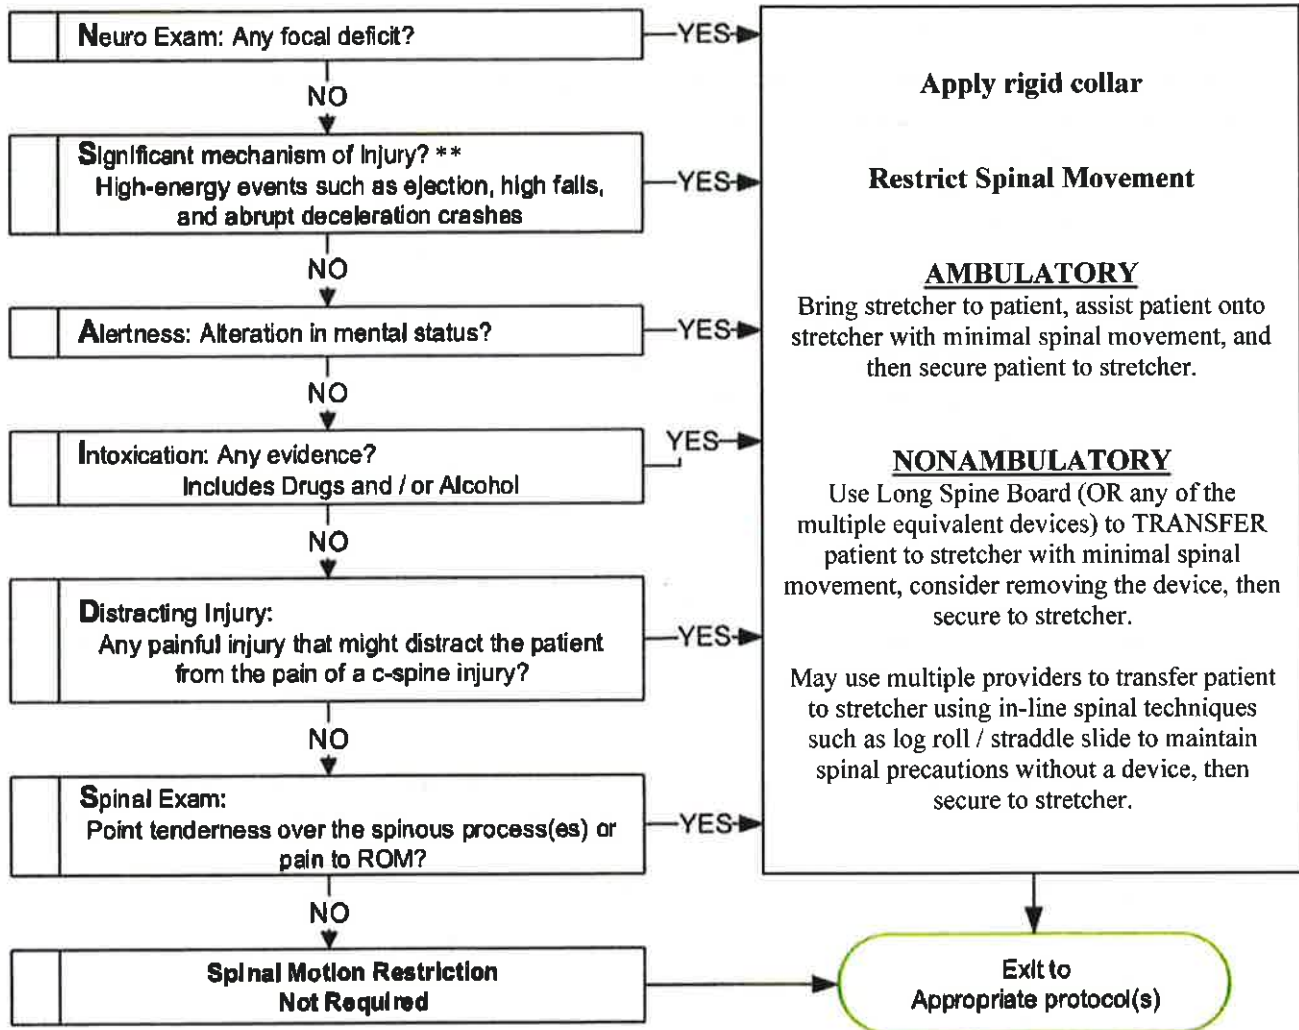 Neuro Exam: Any focal deficit?
YES
NO
Significant mechanism of Injury? **
High-energy events such as ejection, high falls,
and abrupt deceleration crashes
YES
NO
Alertness: Alteration in mental status?
YES
NO
Intoxication: Any evidence?
Includes Drugs and / or Alcohol
YES
NO
Distracting Injury:
Any painful injury that might distract the patient
from the pain of a c-spine injury?
YES
NO
Spinal Exam:
Point tenderness over the spinous process(es) or
pain to ROM?
YES
NO
Spinal Motion Restriction
Not Required
Apply rigid collar
Restrict Spinal Movement
AMBULATORY
Bring stretcher to patient, assist patient onto
stretcher with minimal spinal movement, and
then secure patient to stretcher.
NONAMBULATORY
Use Long Spine Board (OR any of the
multiple equivalent devices) to TRANSFER
patient to stretcher with minimal spinal
movement, consider removing the device, then
secure to stretcher.
May use multiple providers to transfer patient
to stretcher using in-line spinal techniques
such as log roll / straddle slide to maintain
spinal precautions without a device, then
secure to stretcher.
Exit to
Appropriate protocol(s)